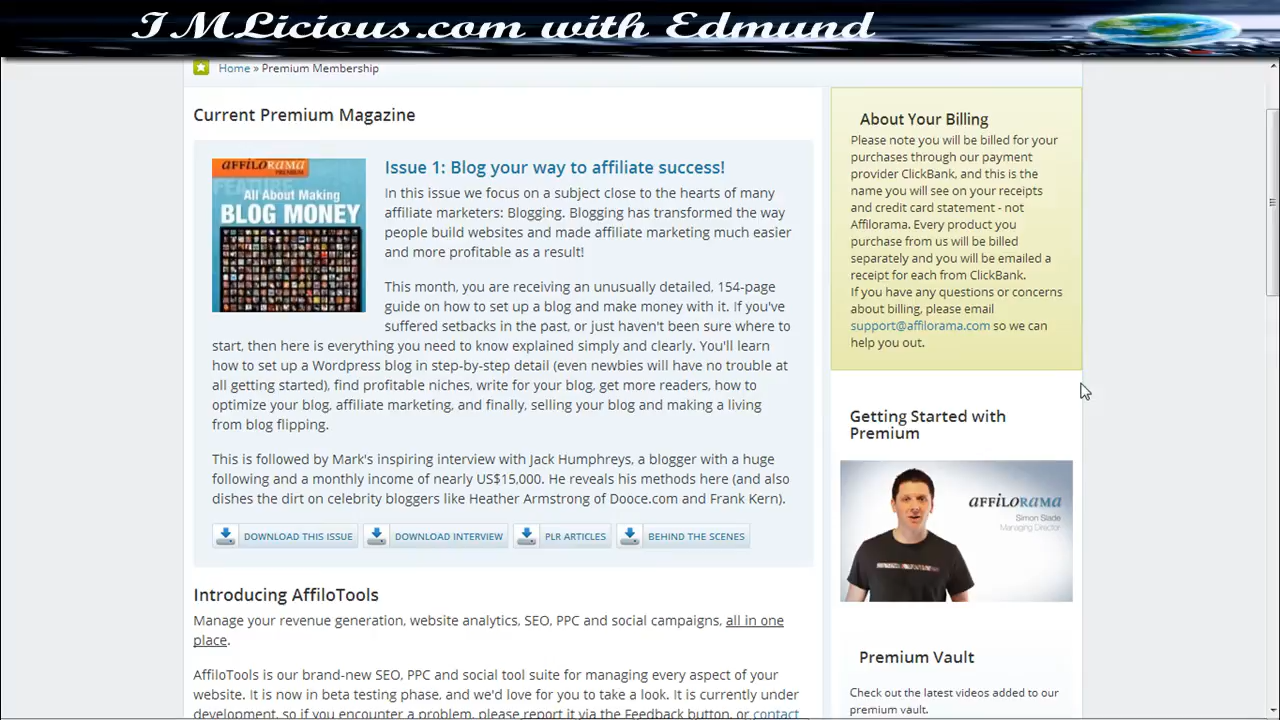 IMLicious.com with Edmund
Home » Premium Membership
Current Premium Magazine
AFFILORAMA
PREMIUM
FEATURE
All About Making
BLOG MONEY
Issue 1: Blog your way to affiliate success!
In this issue we focus on a subject close to the hearts of many
affiliate marketers: Blogging. Blogging has transformed the way
people build websites and made affiliate marketing much easier
and more profitable as a result!
This month, you are receiving an unusually detailed, 154-page
guide on how to set up a blog and make money with it. If you've
suffered setbacks in the past, or just haven't been sure where to
start, then here is everything you need to know explained simply and clearly. You'll learn
how to set up a Wordpress blog in step-by-step detail (even newbies will have no trouble at
all getting started), find profitable niches, write for your blog, get more readers, how to
optimize your blog, affiliate marketing, and finally, selling your blog and making a living
from blog flipping.
This is followed by Mark's inspiring interview with Jack Humphreys, a blogger with a huge
following and a monthly income of nearly US$15,000. He reveals his methods here (and also
dishes the dirt on celebrity bloggers like Heather Armstrong of Dooce.com and Frank Kern).
DOWNLOAD THIS ISSUE
DOWNLOAD INTERVIEW
PLR ARTICLES
BEHIND THE SCENES
Introducing AffiloTools
Manage your revenue generation, website analytics, SEO, PPC and social campaigns, all in one
place.
AffiloTools is our brand-new SEO, PPC and social tool suite for managing every aspect of your
website. It is now in beta testing phase, and we'd love for you to take a look. It is currently under
development, so if you encounter a problem, please report it via the Feedback button, or contact
About Your Billing
Please note you will be billed for your
purchases through our payment
provider ClickBank, and this is the
name you will see on your receipts
and credit card statement - not
Affilorama. Every product you
purchase from us will be billed
separately and you will be emailed a
receipt for each from ClickBank.
If you have any questions or concerns
about billing, please email
support@affilorama.com so we can
help you out.
Getting Started with
Premium
AFFILORAMA
Simon Slade
Managing Director
Premium Vault
Check out the latest videos added to our
premium vault.